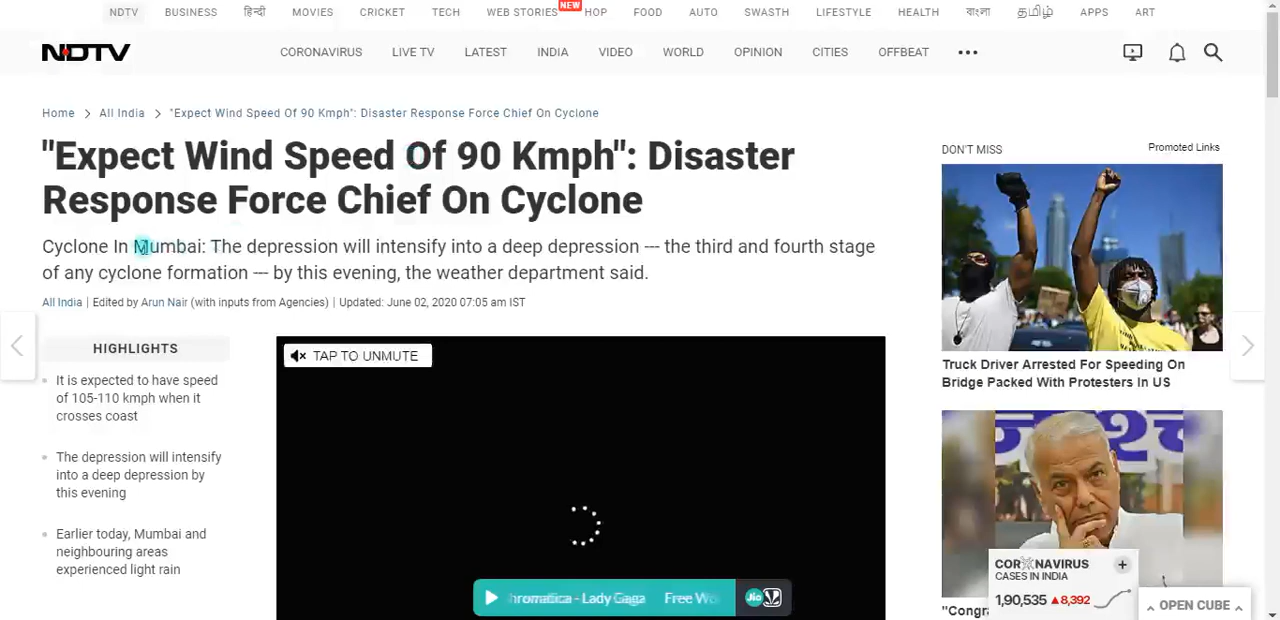 NDTV BUSINESS हिन्दी MOVIES CRICKET TECH WEB STORIES NEW HOP FOOD AUTO SWASTH LIFESTYLE HEALTH বাংলা தமிழ் APPS ART
NDTV CORONAVIRUS LIVE TV LATEST INDIA VIDEO WORLD OPINION CITIES OFFBEAT
Home > All India > "Expect Wind Speed Of 90 Kmph": Disaster Response Force Chief On Cyclone
"Expect Wind Speed Of 90 Kmph": Disaster
Response Force Chief On Cyclone
Cyclone In Mumbai: The depression will intensify into a deep depression --- the third and fourth stage
of any cyclone formation --- by this evening, the weather department said.
All India | Edited by Arun Nair (with inputs from Agencies) | Updated: June 02, 2020 07:05 am IST
HIGHLIGHTS
It is expected to have speed
of 105-110 kmph when it
crosses coast
The depression will intensify
into a deep depression by
this evening
Earlier today, Mumbai and
neighbouring areas
experienced light rain
TAP TO UNMUTE
- Lady Gaga Free Jio
DON'T MISS Promoted Links
Truck Driver Arrested For Speeding On
Bridge Packed With Protesters In US
CORONAVIRUS +
CASES IN INDIA
1,90,535 ▲8,392
"Congra
OPEN CUBE